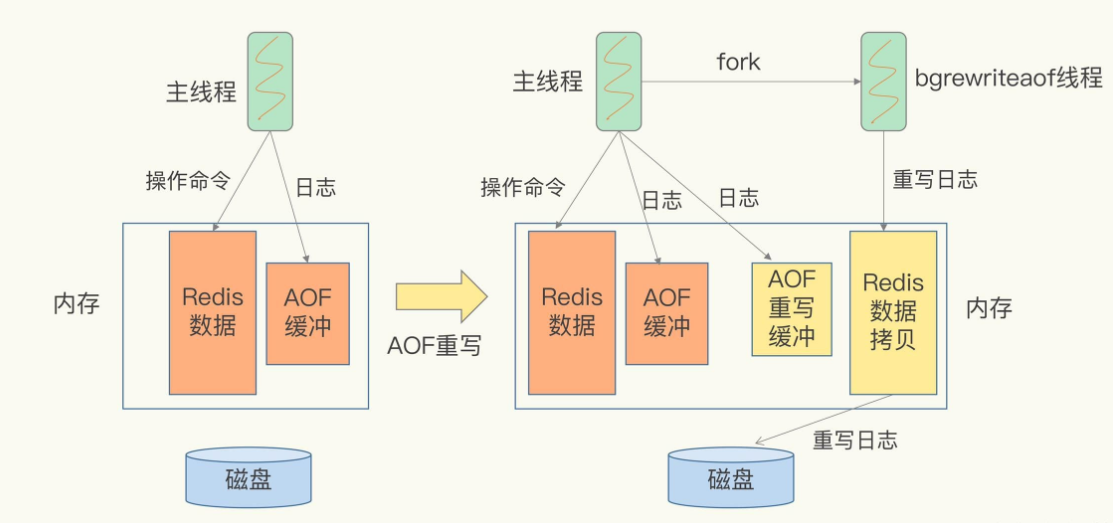 主线程
操作命令
日志
内存
Redis
数据
AOF
缓冲
磁盘
AOF重写
主线程
fork
bgrewriteaof线程
操作命令
日志
日志
重写日志
Redis
数据
AOF
缓冲
AOF
重写
缓冲
Redis
数据
拷贝
内存
重写日志
磁盘